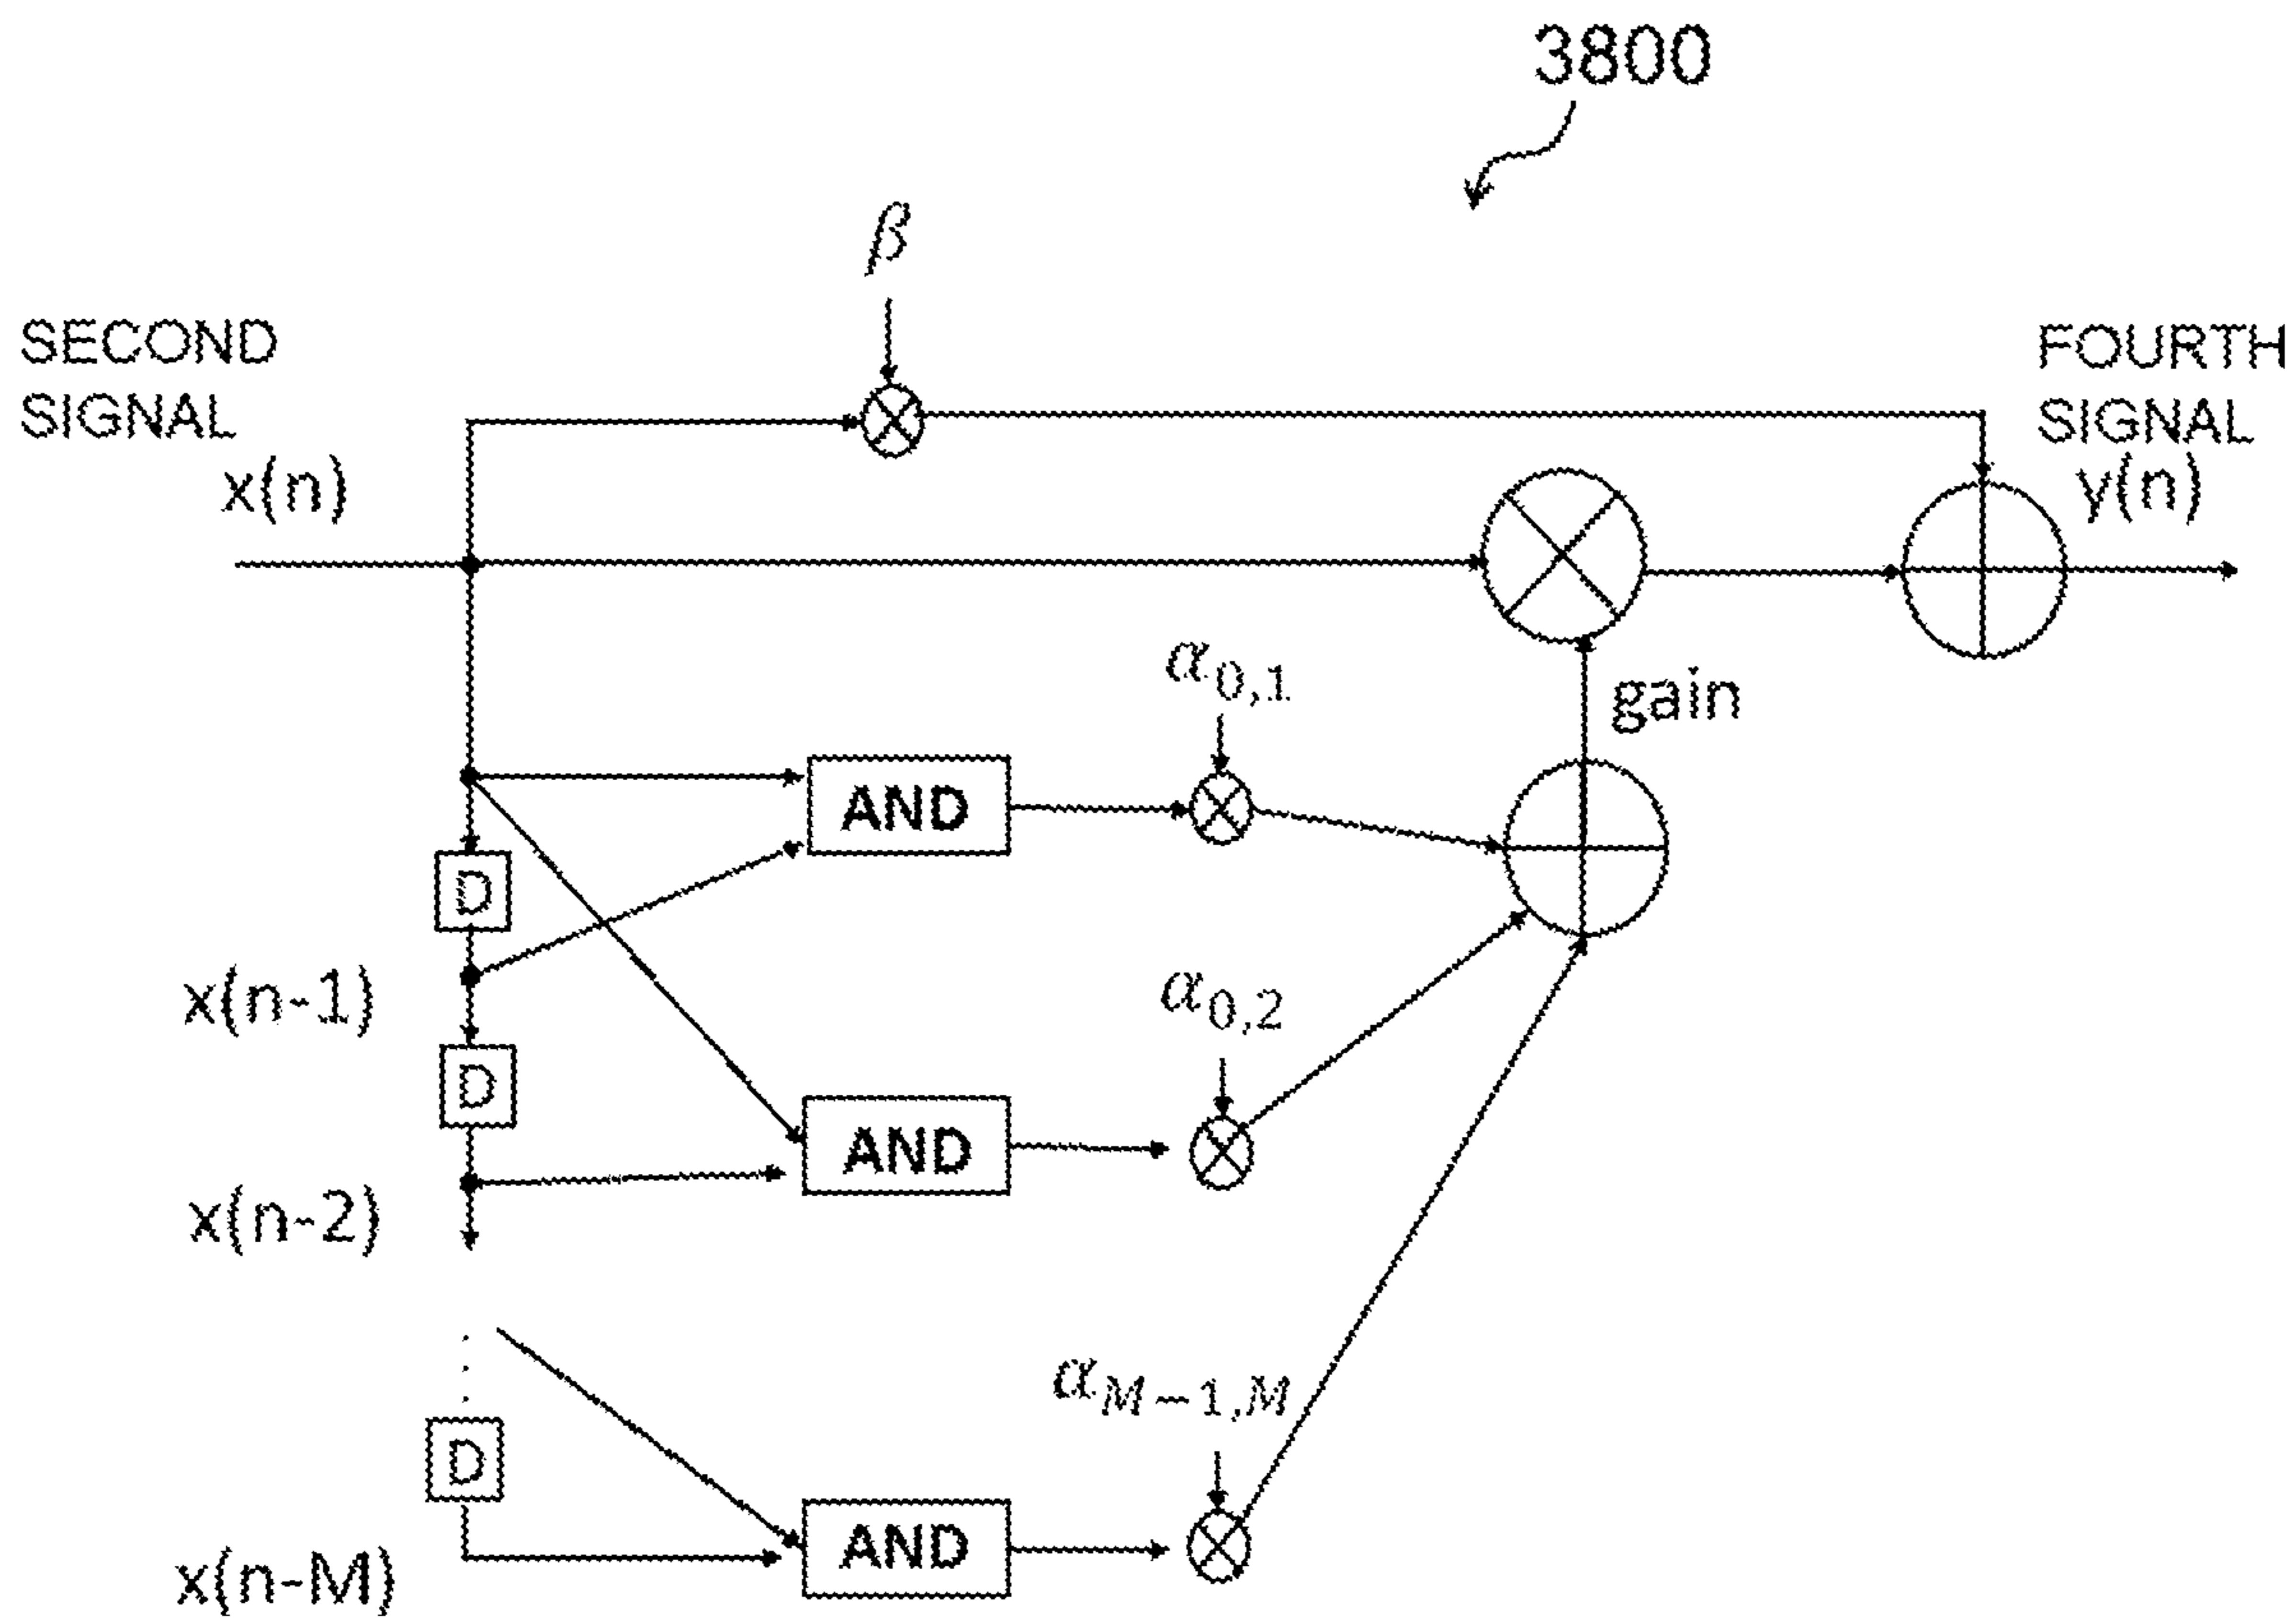 3800
β
SECOND
SIGNAL
x(n)
FOURTH
SIGNAL
y(n)
α0,1
gain
AND
D
x(n-1)
α0,2
D
AND
x(n-2)
αM−1,M
D
AND
x(n-M)